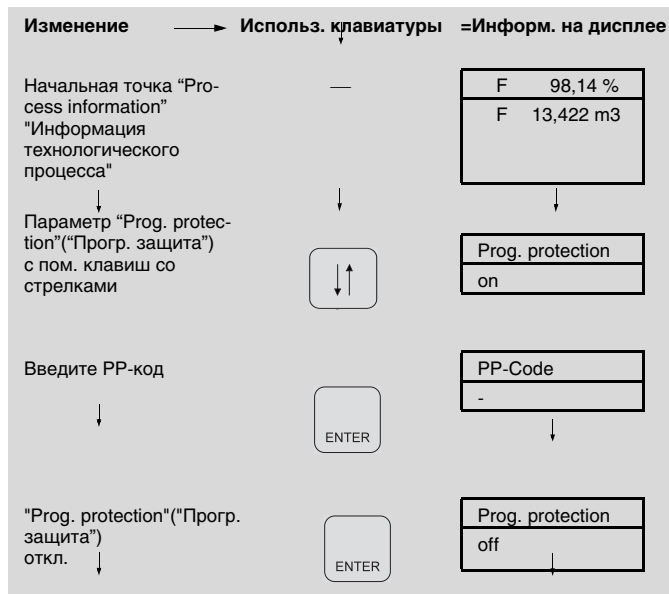 Изменение Использ. клавиатуры =Информ. на дисплее
Начальная точка “Pro-
cess information”
"Информация
технологического
процесса"
—
F 98,14 %
F 13,422 m3
Параметр “Prog. protec-
tion”(“Прогр. защита”)
с пом. клавиш со
стрелками
Prog. protection
on
Введите PP-код
ENTER
PP-Code
-
"Prog. protection"("Прогр.
защита”)
откл.
ENTER
Prog. protection
off